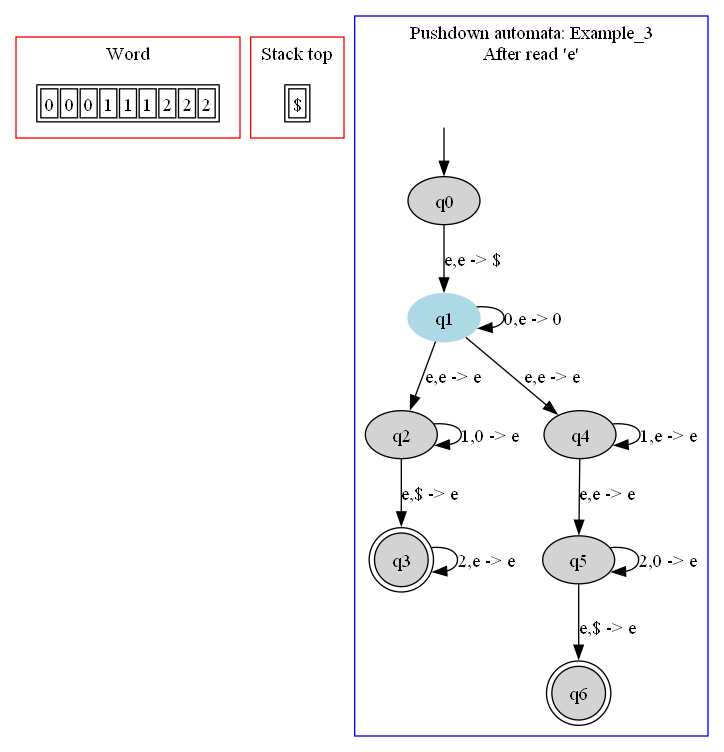 Word
0 0 0 1 1 1 2 2 2
Stack top
$
Pushdown automata: Example_3
After read 'e'
q0
e,e -> $
q1
0,e -> 0
e,e -> e
e,e -> e
q2
1,0 -> e
q4
1,e -> e
e,$ -> e
e,e -> e
q3
2,e -> e
q5
2,0 -> e
e,$ -> e
q6